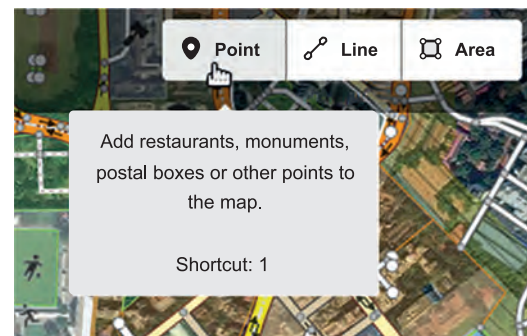 Point Line Area
Add restaurants, monuments,
postal boxes or other points to
the map.
Shortcut: 1